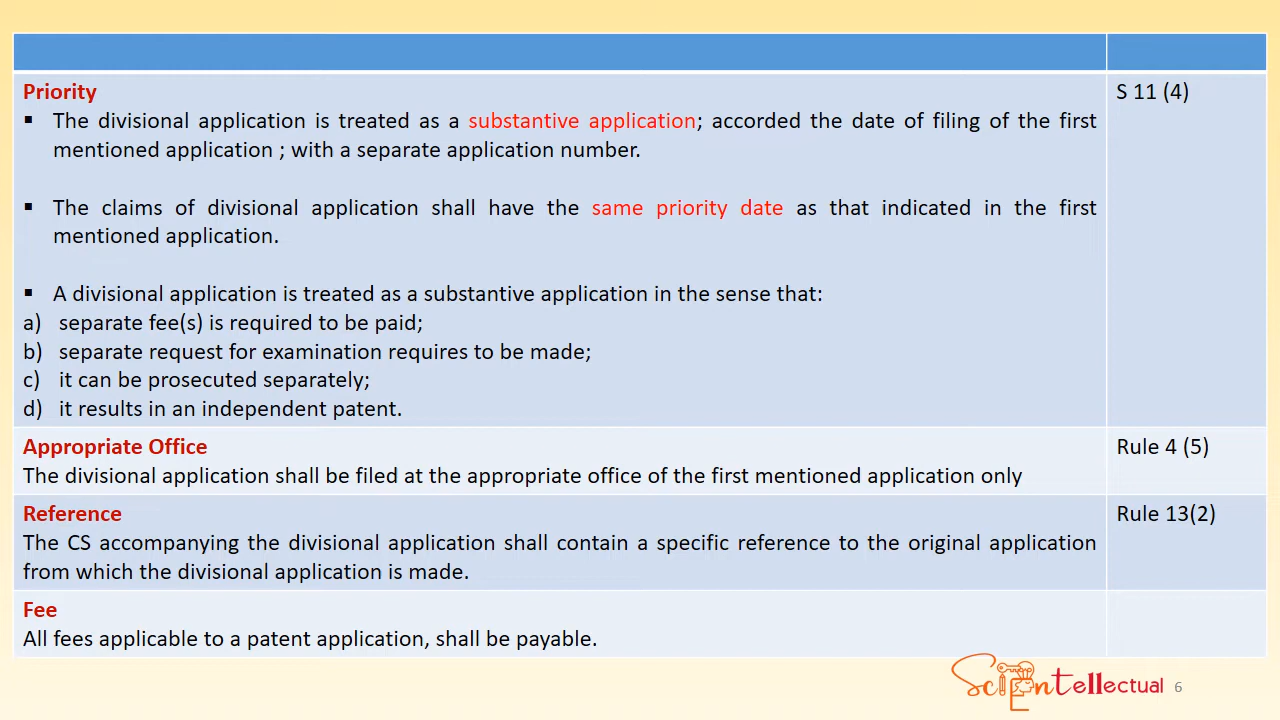 Priority
S 11 (4)
▪ The divisional application is treated as a substantive application; accorded the date of filing of the first
mentioned application ; with a separate application number.
▪ The claims of divisional application shall have the same priority date as that indicated in the first
mentioned application.
▪ A divisional application is treated as a substantive application in the sense that:
a) separate fee(s) is required to be paid;
b) separate request for examination requires to be made;
c) it can be prosecuted separately;
d) it results in an independent patent.
Appropriate Office
Rule 4 (5)
The divisional application shall be filed at the appropriate office of the first mentioned application only
Reference
Rule 13(2)
The CS accompanying the divisional application shall contain a specific reference to the original application
from which the divisional application is made.
Fee
All fees applicable to a patent application, shall be payable.
Scientellectual
6